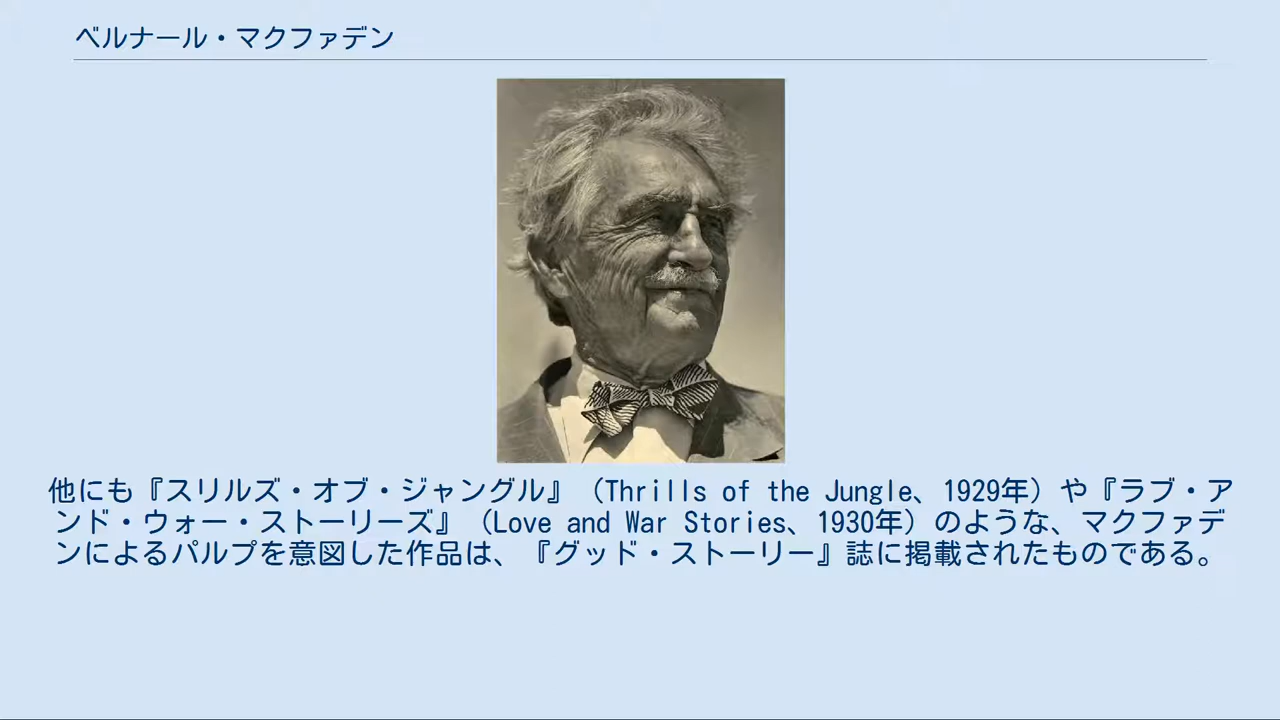 ベルナール・マクファデン
他にも『スリルズ・オブ・ジャングル』（Thrills of the Jungle、1929年）や『ラブ・ア
ンド・ウォー・ストーリーズ』（Love and War Stories、1930年）のような、マクファデ
ンによるパルプを意図した作品は、『グッド・ストーリー』誌に掲載されたものである。